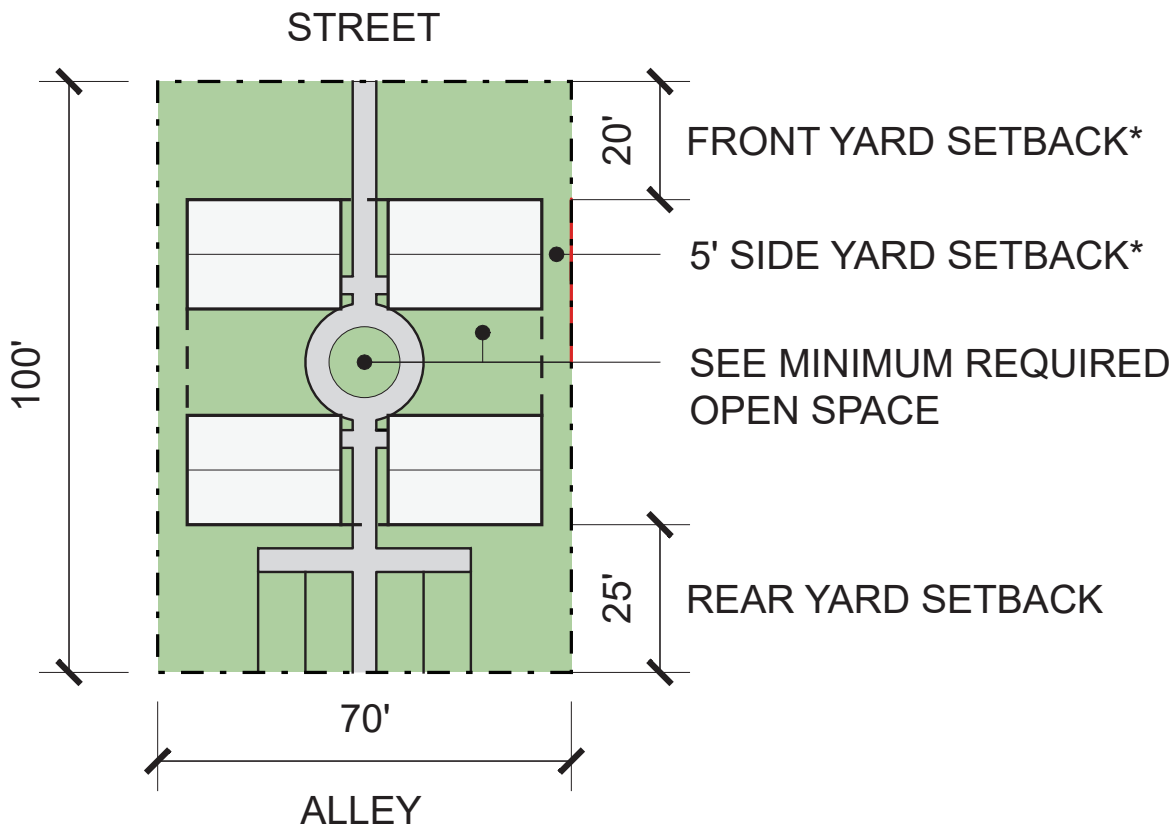 STREET
20'
FRONT YARD SETBACK*
5' SIDE YARD SETBACK*
100'
SEE MINIMUM REQUIRED
OPEN SPACE
25'
REAR YARD SETBACK
70'
ALLEY